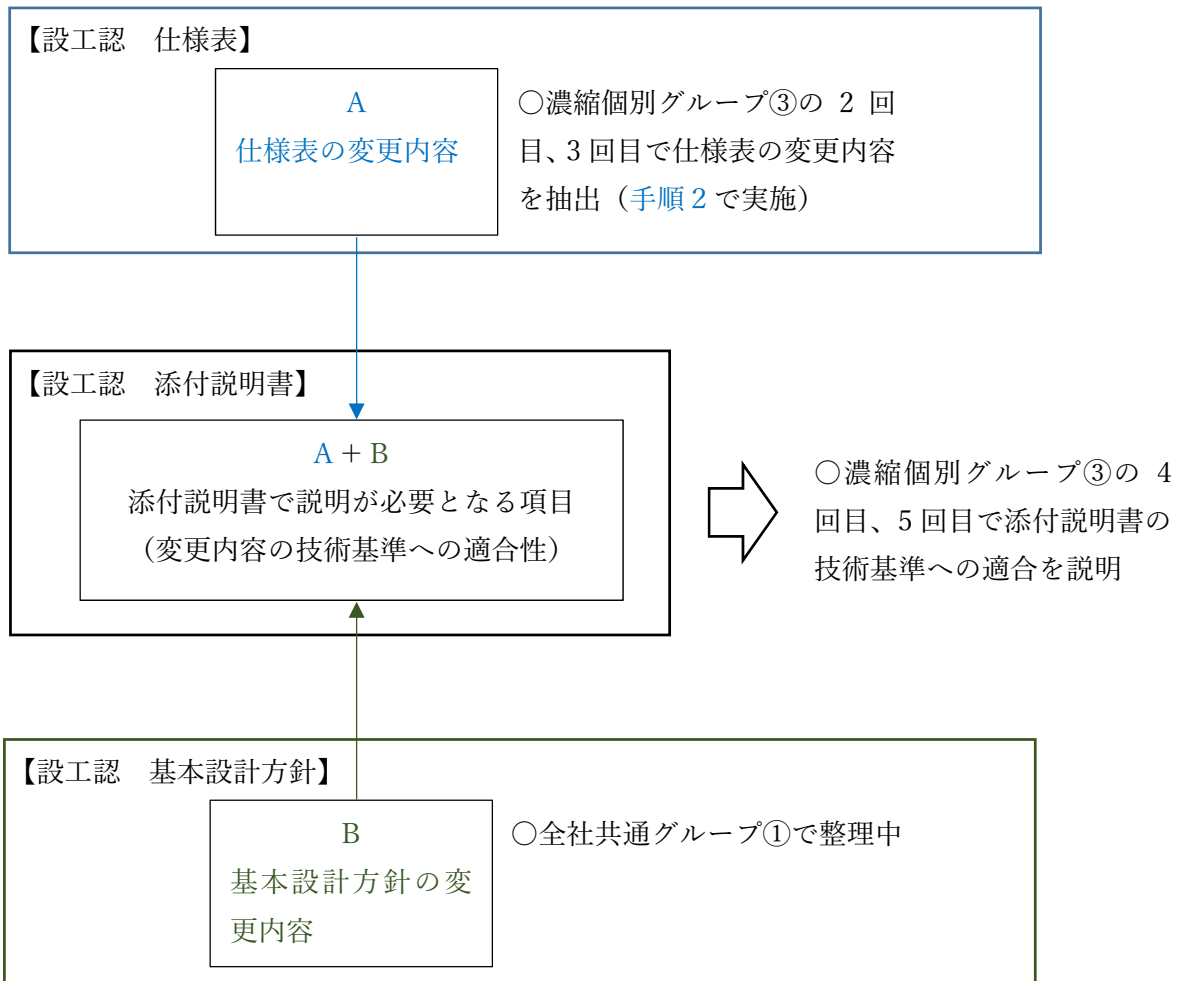 【設工認　仕様表】
A
仕様表の変更内容
○濃縮個別グループ③の 2 回
目、3 回目で仕様表の変更内容
を抽出（手順２で実施）
【設工認　添付説明書】
A + B
添付説明書で説明が必要となる項目
（変更内容の技術基準への適合性）
○濃縮個別グループ③の 4
回目、5 回目で添付説明書の
技術基準への適合を説明
【設工認　基本設計方針】
B
基本設計方針の変
更内容
○全社共通グループ①で整理中